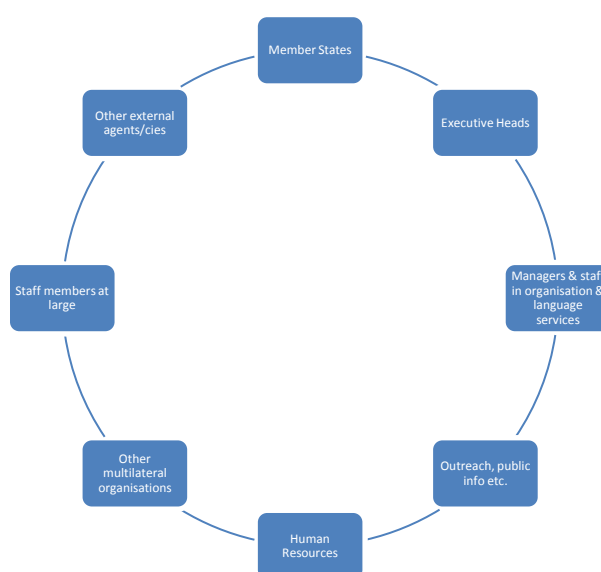 Member States
Executive Heads
Managers & staff
in organisation &
language
services
Outreach, public
info etc.
Human
Resources
Other
multilateral
organisations
Staff members at
large
Other external
agents/cies